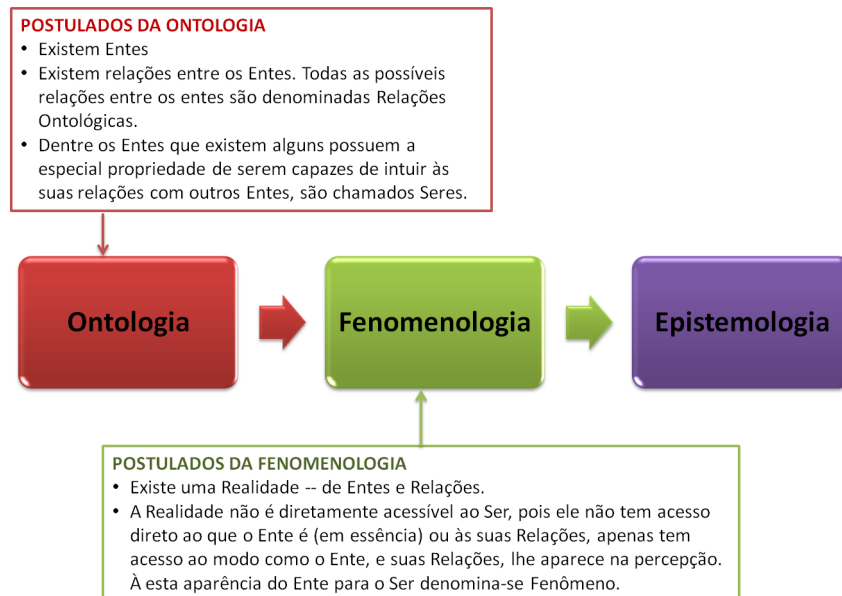 POSTULADOS DA ONTOLOGIA
• Existem Entes
• Existem relações entre os Entes. Todas as possíveis
relações entre os entes são denominadas Relações
Ontológicas.
• Dentre os Entes que existem alguns possuem a
especial propriedade de serem capazes de intuir às
suas relações com outros Entes, são chamados Seres.
Ontologia
Fenomenologia
Epistemologia
POSTULADOS DA FENOMENOLOGIA
• Existe uma Realidade -- de Entes e Relações.
• A Realidade não é diretamente acessível ao Ser, pois ele não tem acesso
direto ao que o Ente é (em essência) ou às suas Relações, apenas tem
acesso ao modo como o Ente, e suas Relações, lhe aparece na percepção.
À esta aparência do Ente para o Ser denomina-se Fenômeno.